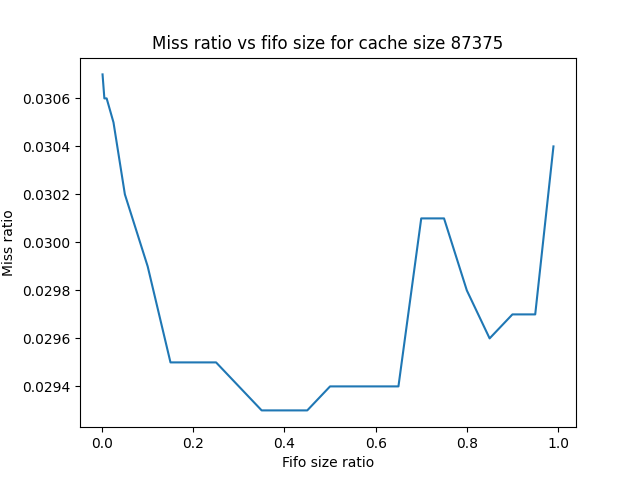 Miss ratio vs fifo size for cache size 87375
0.0306
0.0304
0.0302
0.0300
0.0298
0.0296
0.0294
Miss ratio
0.0 0.2 0.4 0.6 0.8 1.0
Fifo size ratio